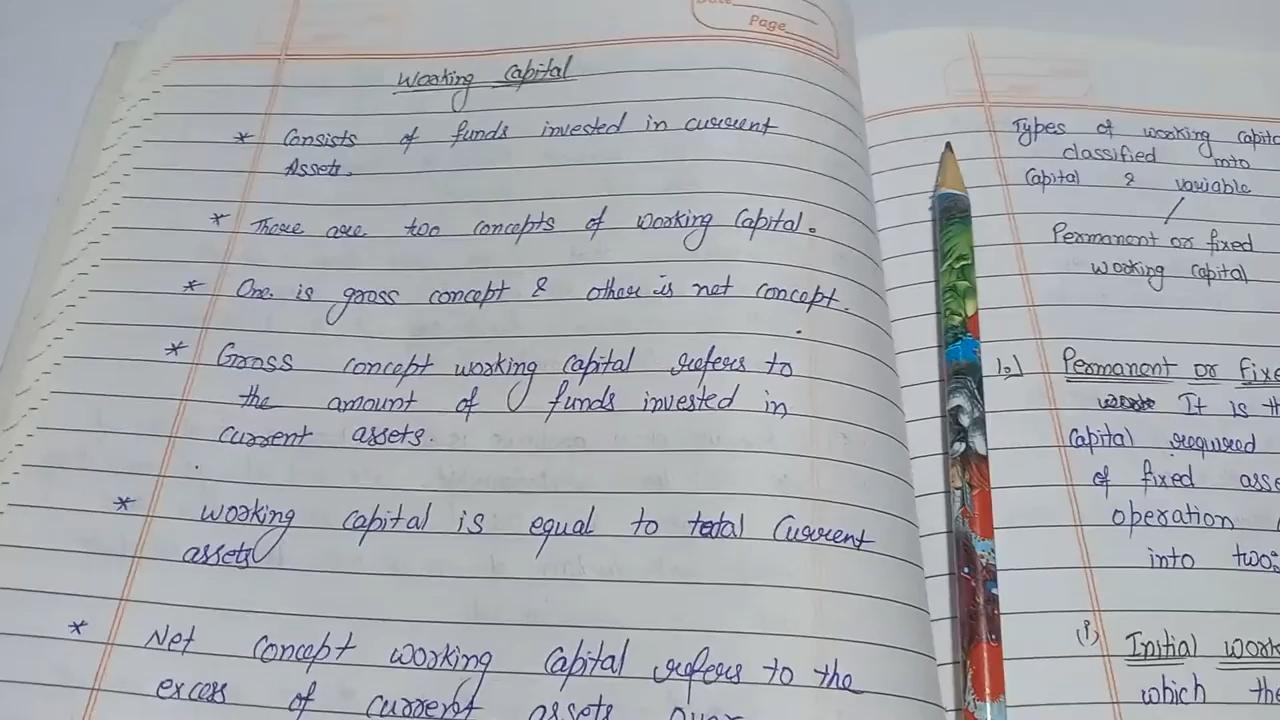 Page
Working Capital
* Consists of funds invested in current
Assets.
* There are two concepts of working Capital.
* One is gross concept & other is net concept.
* Gross concept working capital refers to
the amount of funds invested in
current assets.
* working capital is equal to total Current
assets
* Net concept working Capital refers to the
excess of current assets over
Types of working capita
classified into
Capital & variable
Permanent or fixed
working capital
1.) Permanent or fixe
It is th
Capital required
of fixed asse
operation
into two:
(i) Initial work
which the